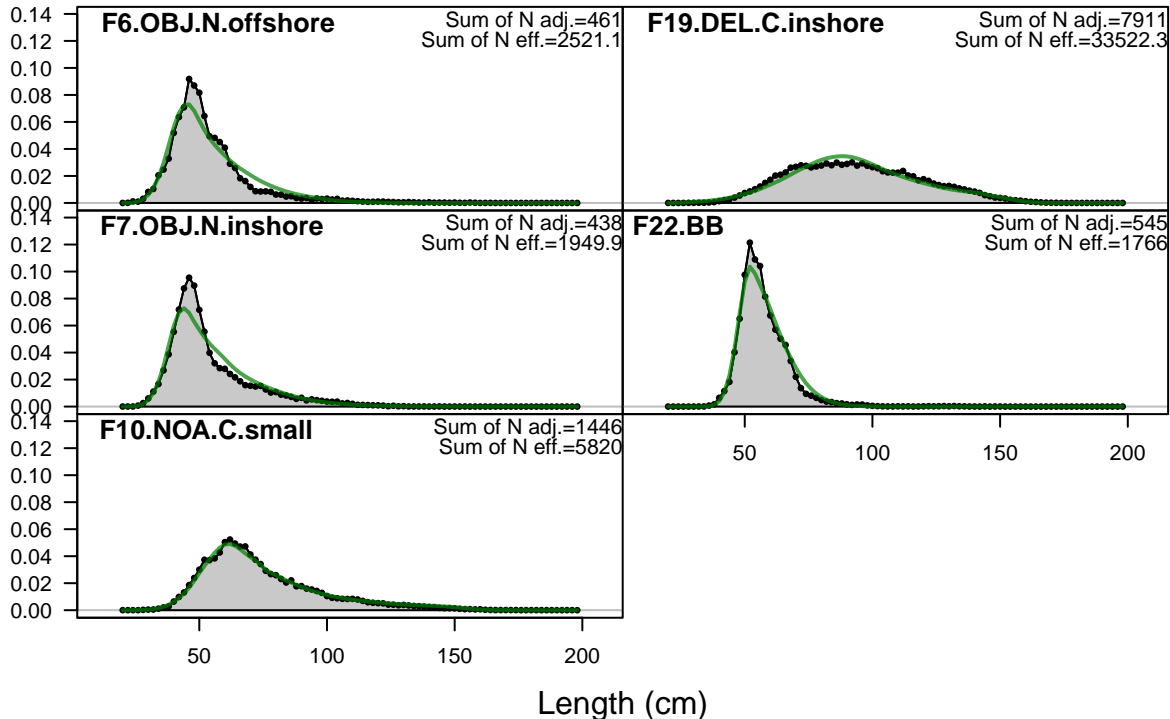 0.14
0.12
0.10
0.08
0.06
0.04
0.02
0.00
F6.OBJ.N.offshore
Sum of N adj.=461
Sum of N eff.=2521.1
F19.DEL.C.inshore
Sum of N adj.=7911
Sum of N eff.=33522.3
0.14
0.12
0.10
0.08
0.06
0.04
0.02
0.00
F7.OBJ.N.inshore
Sum of N adj.=438
Sum of N eff.=1949.9
F22.BB
Sum of N adj.=545
Sum of N eff.=1766
50 100 150 200
0.14
0.12
0.10
0.08
0.06
0.04
0.02
0.00
F10.NOA.C.small
Sum of N adj.=1446
Sum of N eff.=5820
50 100 150 200
Length (cm)